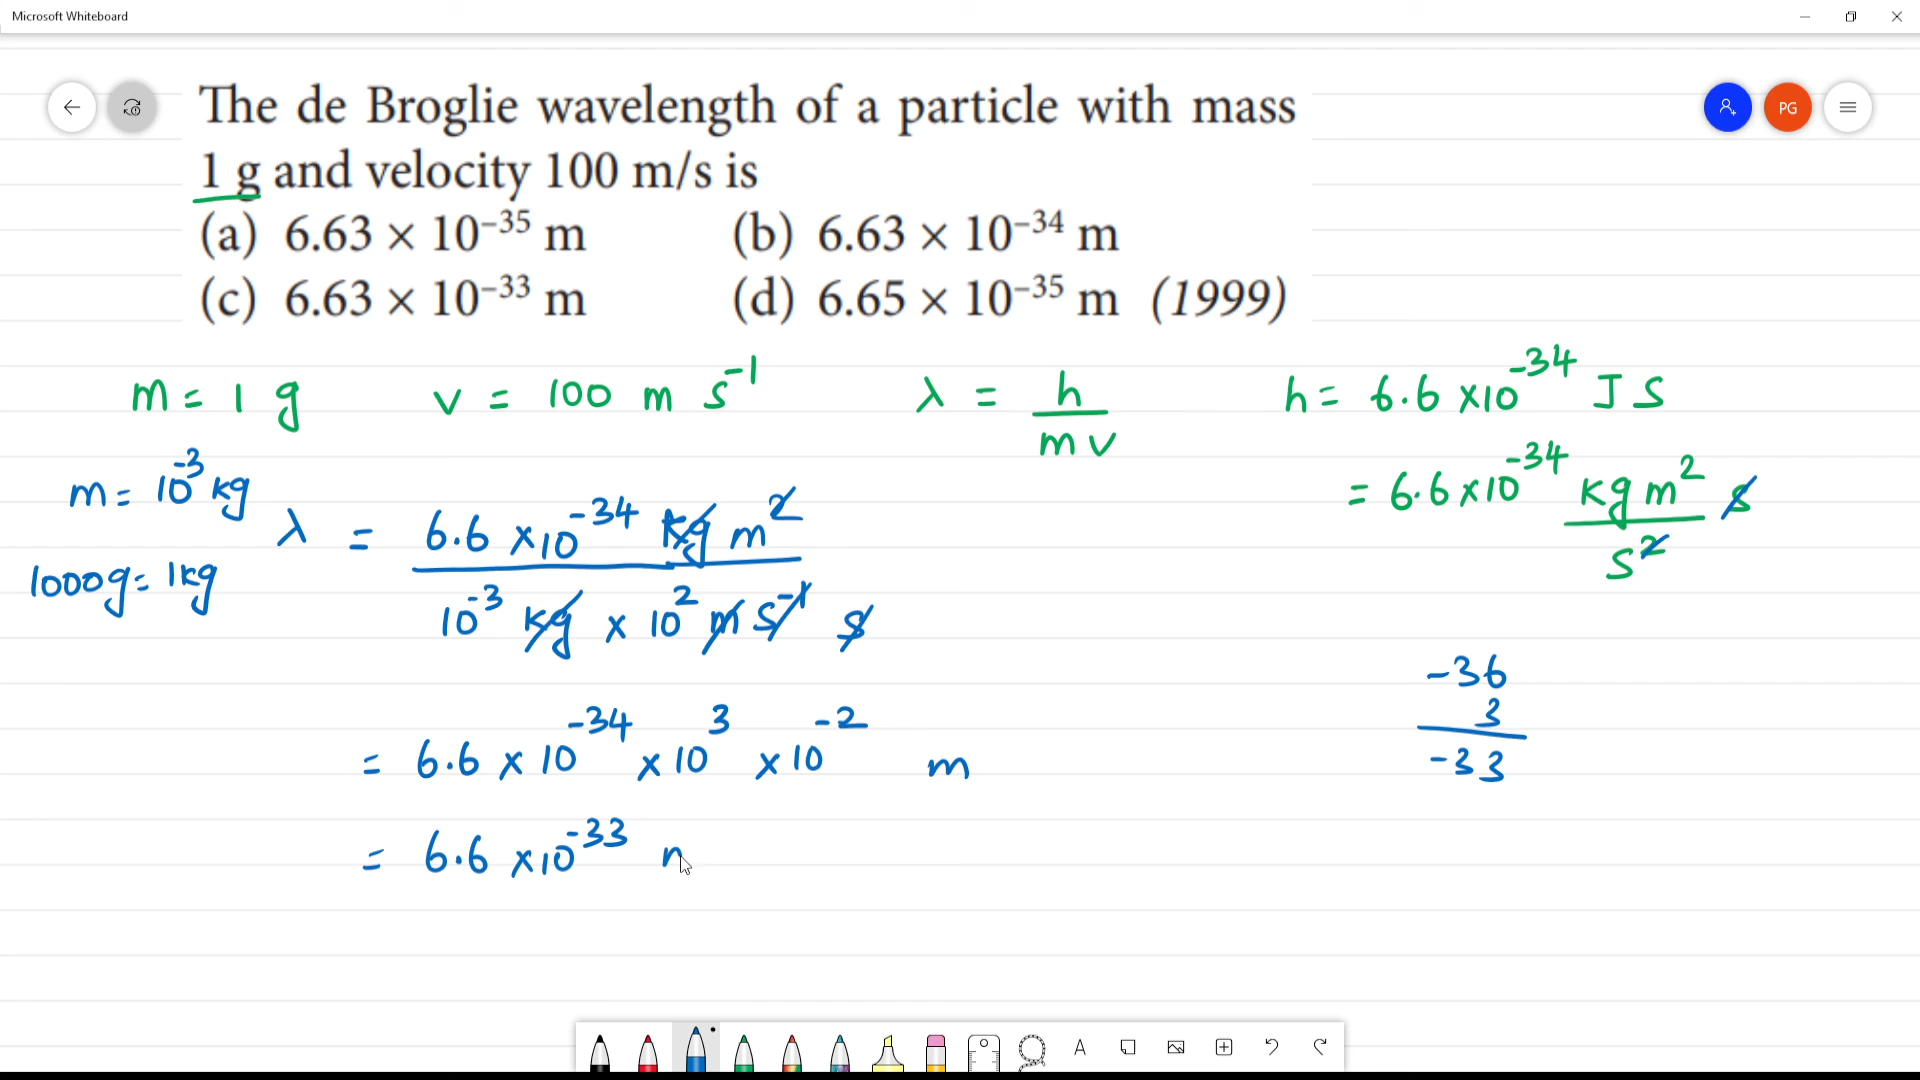 Microsoft Whiteboard
The de Broglie wavelength of a particle with mass
1 g and velocity 100 m/s is
(a) 6.63 × 10⁻³⁵ m (b) 6.63 × 10⁻³⁴ m
(c) 6.63 × 10⁻³³ m (d) 6.65 × 10⁻³⁵ m (1999)
PG
m = 1 g v = 100 m s⁻¹ λ = h/mv h = 6.6 ×10⁻³⁴ J S
= 6.6 ×10⁻³⁴ kg m²/s² s
m = 10⁻³ kg
1000g = 1kg
λ = 6.6 ×10⁻³⁴ kg m² / 10⁻³ kg × 10² m s⁻¹ s
-36
3
-33
= 6.6 × 10⁻³⁴ × 10³ × 10⁻² m
= 6.6 ×10⁻³³ m
A